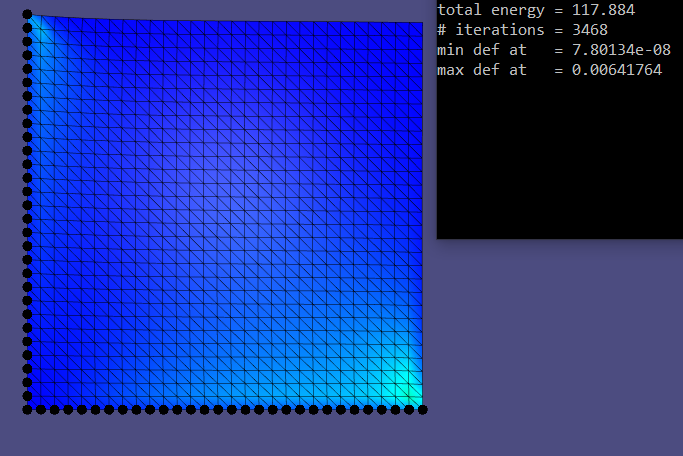 total energy = 117.884
# iterations = 3468
min def at   = 7.80134e-08
max def at   = 0.00641764